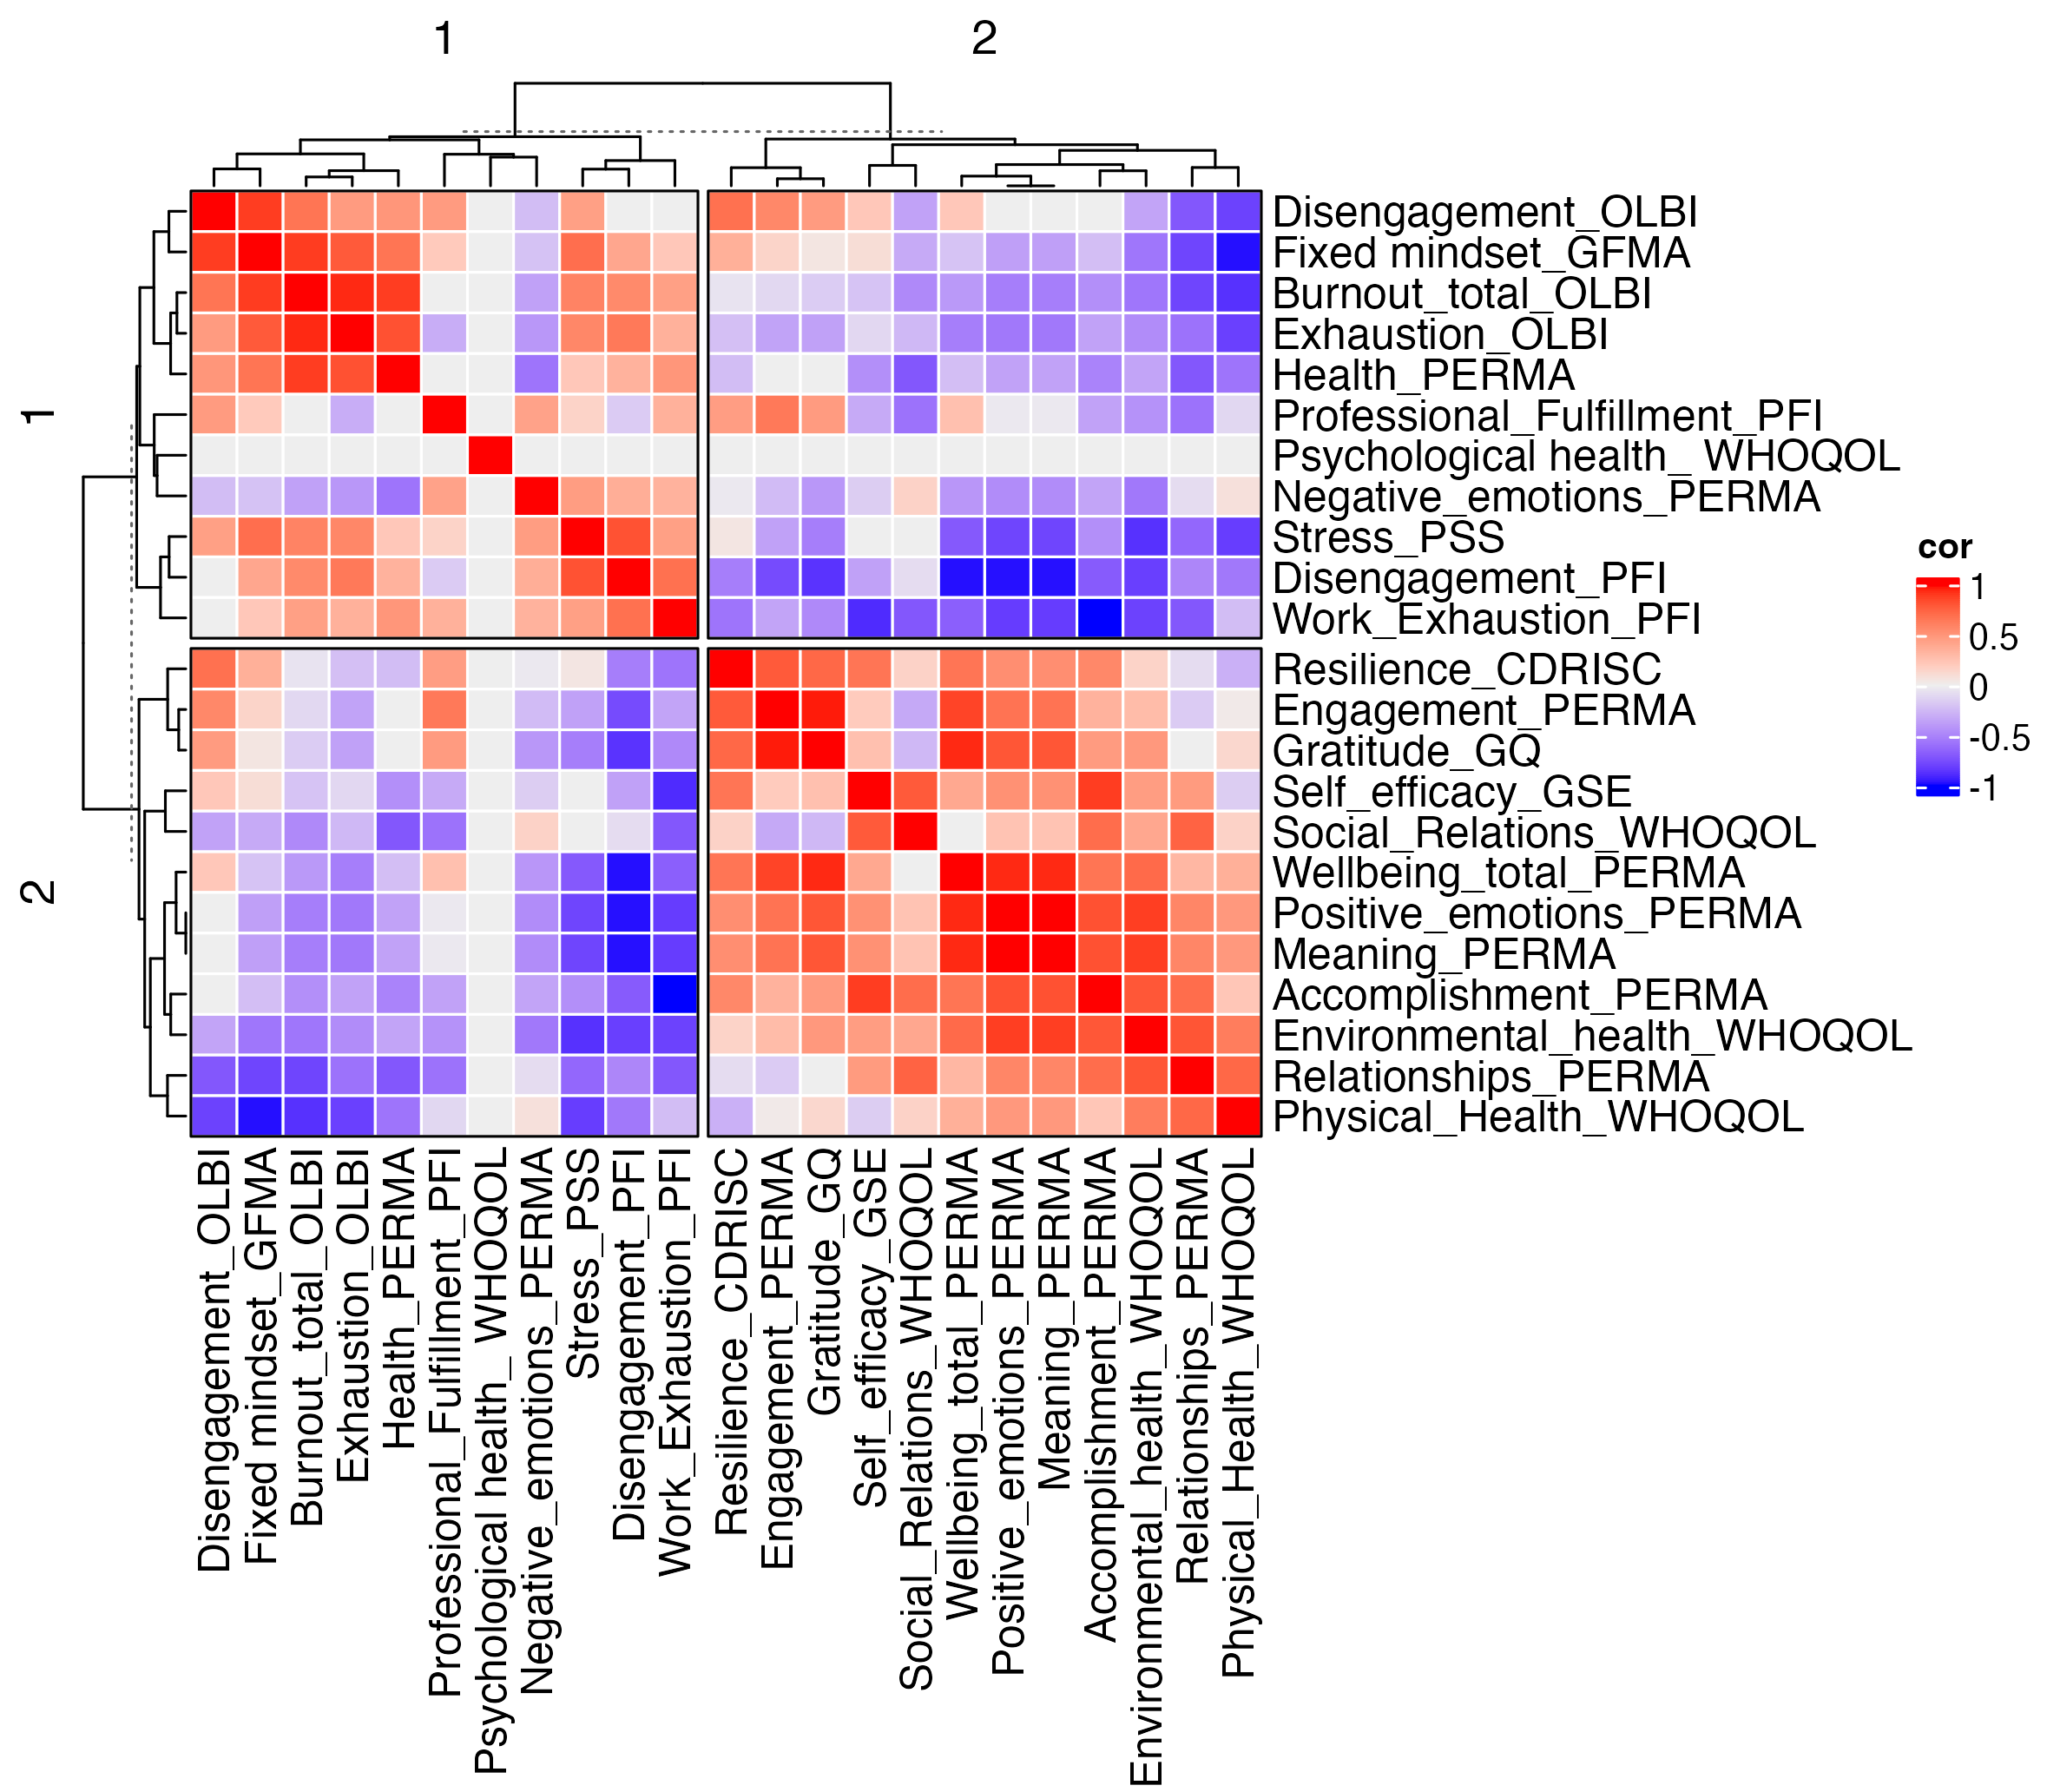 1
2
1
2
Disengagement_OLBI
Fixed mindset_GFMA
Burnout_total_OLBI
Exhaustion_OLBI
Health_PERMA
Professional_Fulfillment_PFI
Psychological health_ WHOQOL
Negative_emotions_PERMA
Stress_PSS
Disengagement_PFI
Work_Exhaustion_PFI
Resilience_CDRISC
Engagement_PERMA
Gratitude_GQ
Self_efficacy_GSE
Social_Relations_WHOQOL
Wellbeing_total_PERMA
Positive_emotions_PERMA
Meaning_PERMA
Accomplishment_PERMA
Environmental_health_WHOQOL
Relationships_PERMA
Physical_Health_WHOQOL
cor
1
0.5
0
-0.5
-1
Disengagement_OLBI
Fixed mindset_GFMA
Burnout_total_OLBI
Exhaustion_OLBI
Health_PERMA
Professional_Fulfillment_PFI
Psychological health_ WHOQOL
Negative_emotions_PERMA
Stress_PSS
Disengagement_PFI
Work_Exhaustion_PFI
Resilience_CDRISC
Engagement_PERMA
Gratitude_GQ
Self_efficacy_GSE
Social_Relations_WHOQOL
Wellbeing_total_PERMA
Positive_emotions_PERMA
Meaning_PERMA
Accomplishment_PERMA
Environmental_health_WHOQOL
Relationships_PERMA
Physical_Health_WHOQOL